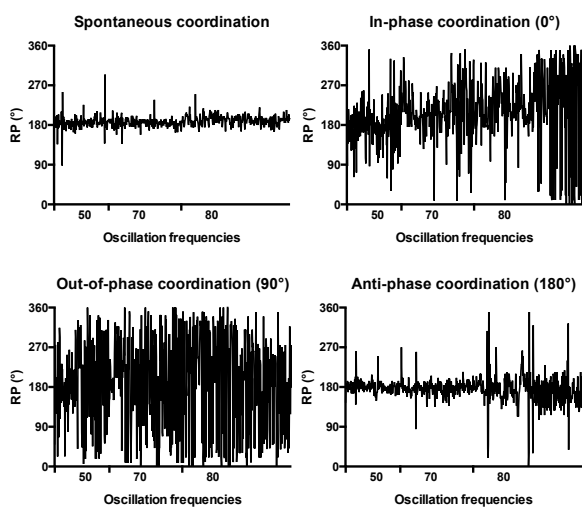 Spontaneous coordination
360
270
180
90
0
RP (°)
50 70 80
Oscillation frequencies
In-phase coordination (0°)
360
270
180
90
0
RP (°)
50 70 80
Oscillation frequencies
Out-of-phase coordination (90°)
360
270
180
90
0
RP (°)
50 70 80
Oscillation frequencies
Anti-phase coordination (180°)
360
270
180
90
0
RP (°)
50 70 80
Oscillation frequencies